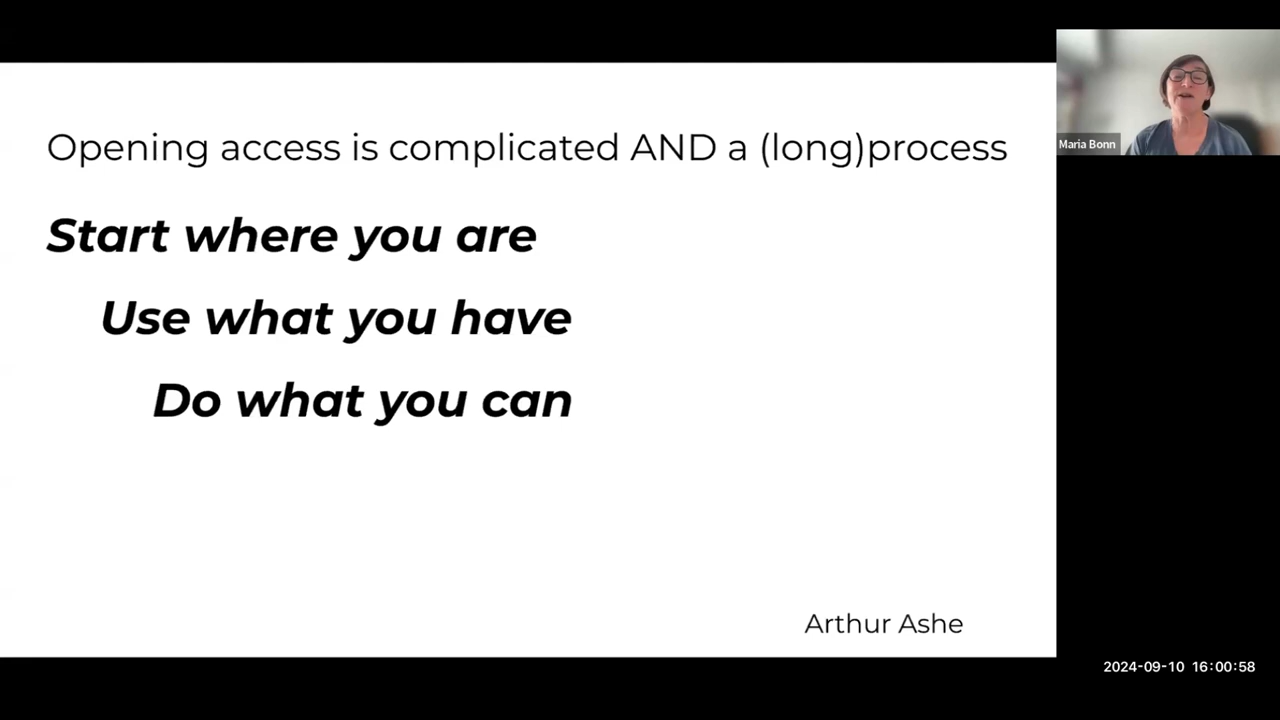 Opening access is complicated AND a (long)process
Start where you are
Use what you have
Do what you can
Arthur Ashe
Maria Bonn
2024-09-10 16:00:58